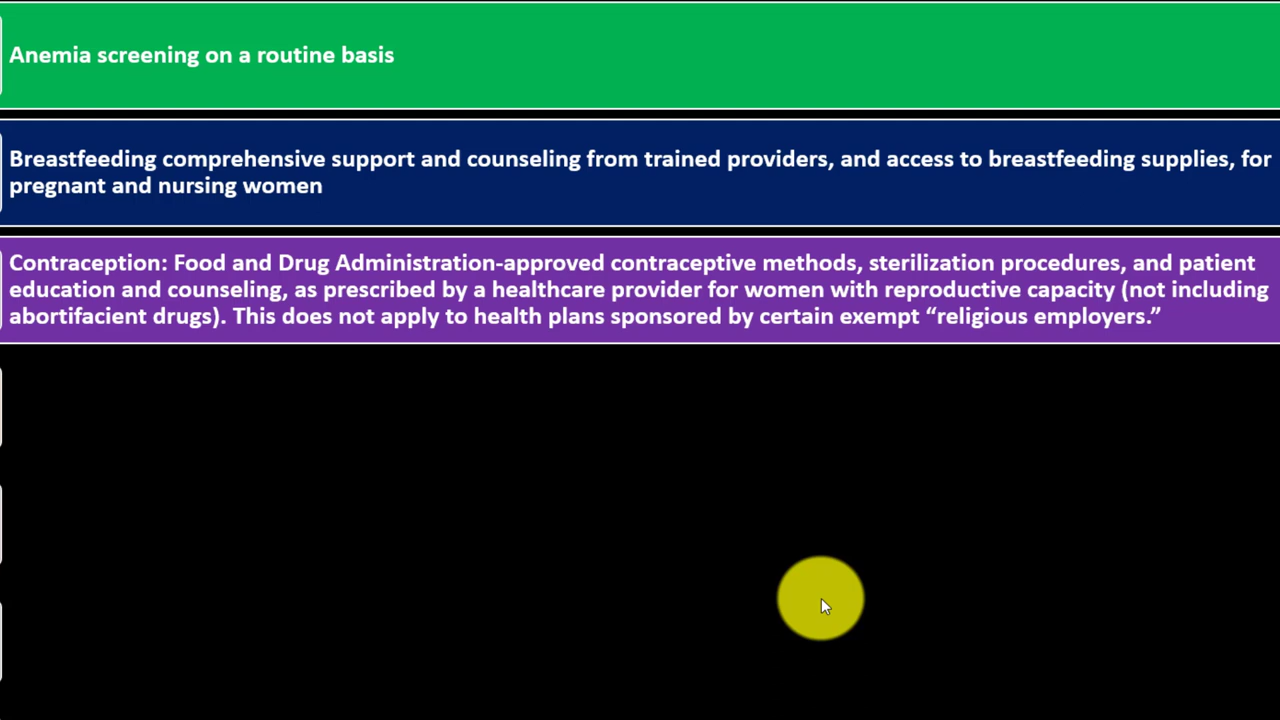 Anemia screening on a routine basis
Breastfeeding comprehensive support and counseling from trained providers, and access to breastfeeding supplies, for
pregnant and nursing women
Contraception: Food and Drug Administration-approved contraceptive methods, sterilization procedures, and patient
education and counseling, as prescribed by a healthcare provider for women with reproductive capacity (not including
abortifacient drugs). This does not apply to health plans sponsored by certain exempt “religious employers.”